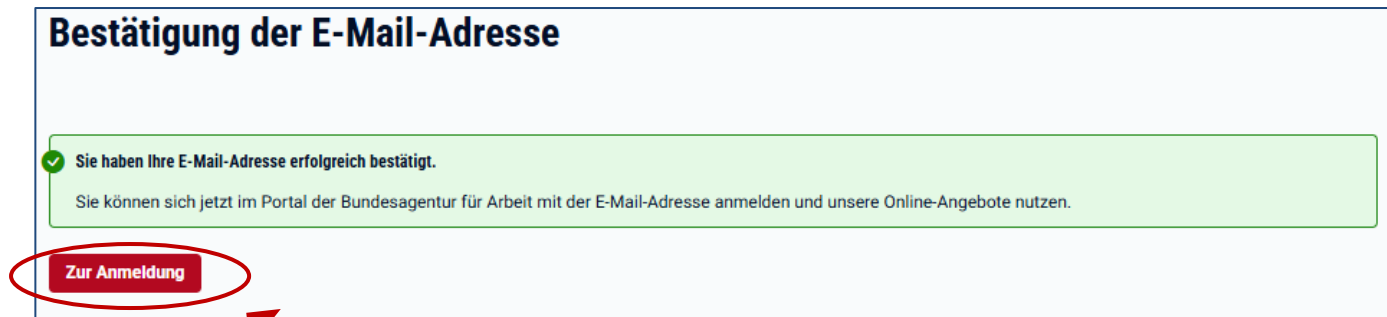 Bestätigung der E-Mail-Adresse
Sie haben Ihre E-Mail-Adresse erfolgreich bestätigt.
Sie können sich jetzt im Portal der Bundesagentur für Arbeit mit der E-Mail-Adresse anmelden und unsere Online-Angebote nutzen.
Zur Anmeldung